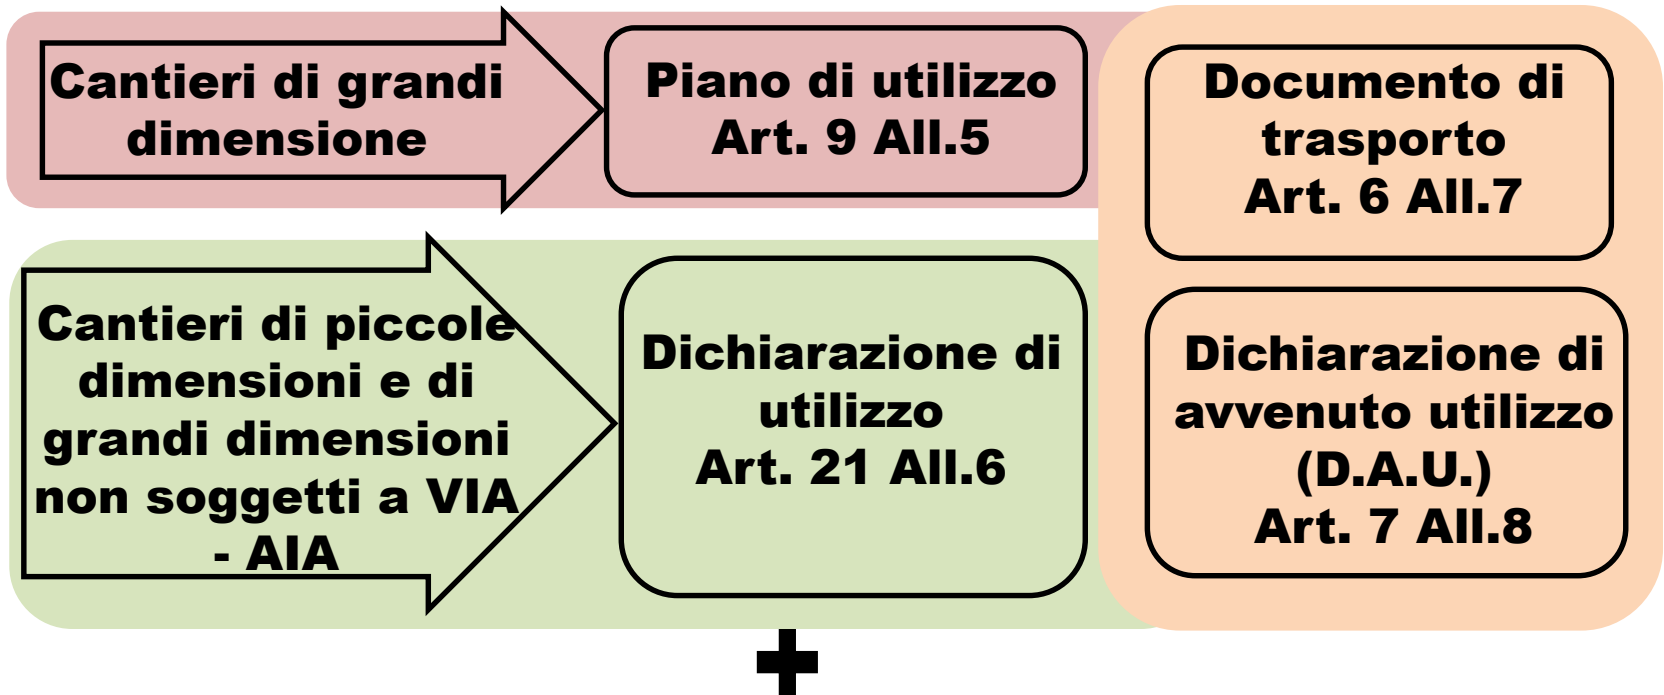 Cantieri di grandi
dimensione
Piano di utilizzo
Art. 9 All.5
Documento di
trasporto
Art. 6 All.7
Cantieri di piccole
dimensioni e di
grandi dimensioni
non soggetti a VIA
- AIA
Dichiarazione di
utilizzo
Art. 21 All.6
Dichiarazione di
avvenuto utilizzo
(D.A.U.)
Art. 7 All.8
+